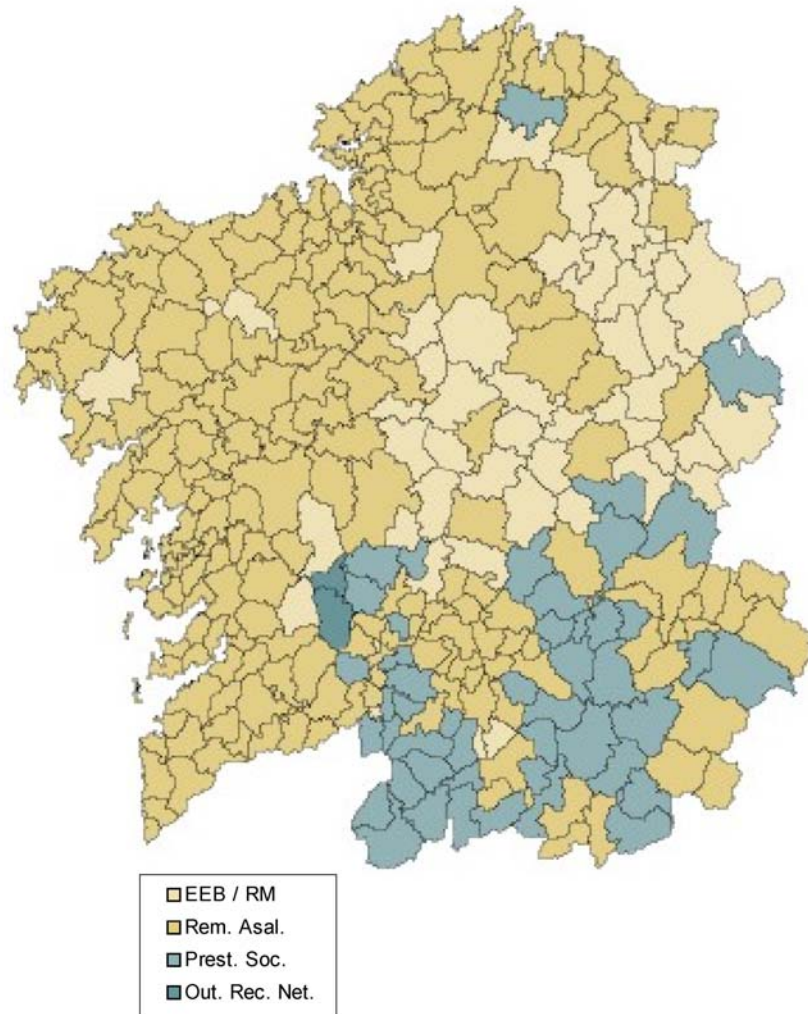 EEB / RM
Rem. Asal.
Prest. Soc.
Out. Rec. Net.